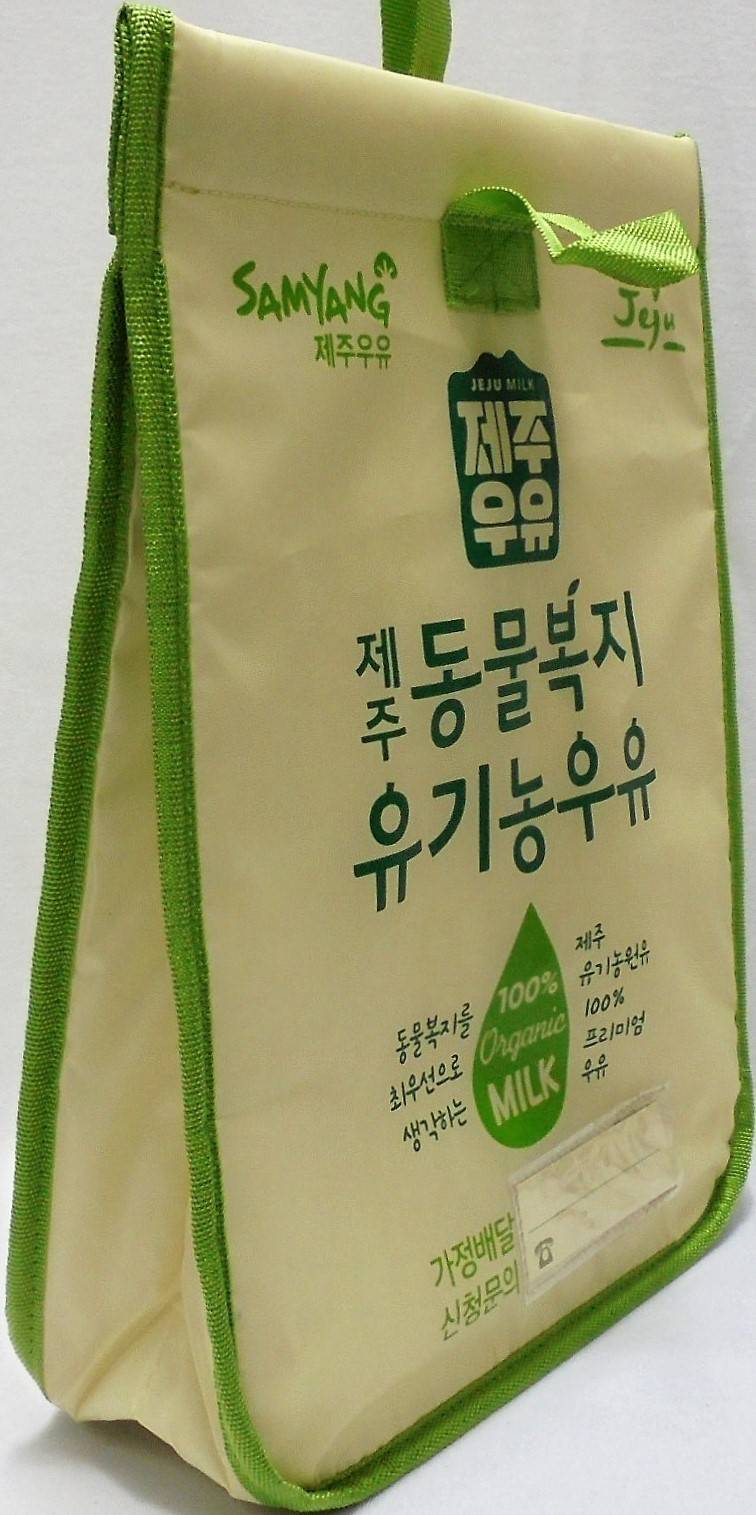 SAMYANG
제주우유
Jeju
JEJU MILK
제주
우유
제주 동물복지
유기농우유
동물복지를
최우선으로
생각하는
100%
Organic
MILK
제주
유기농원유
100%
프리미엄
우유
가정배달
신청문의